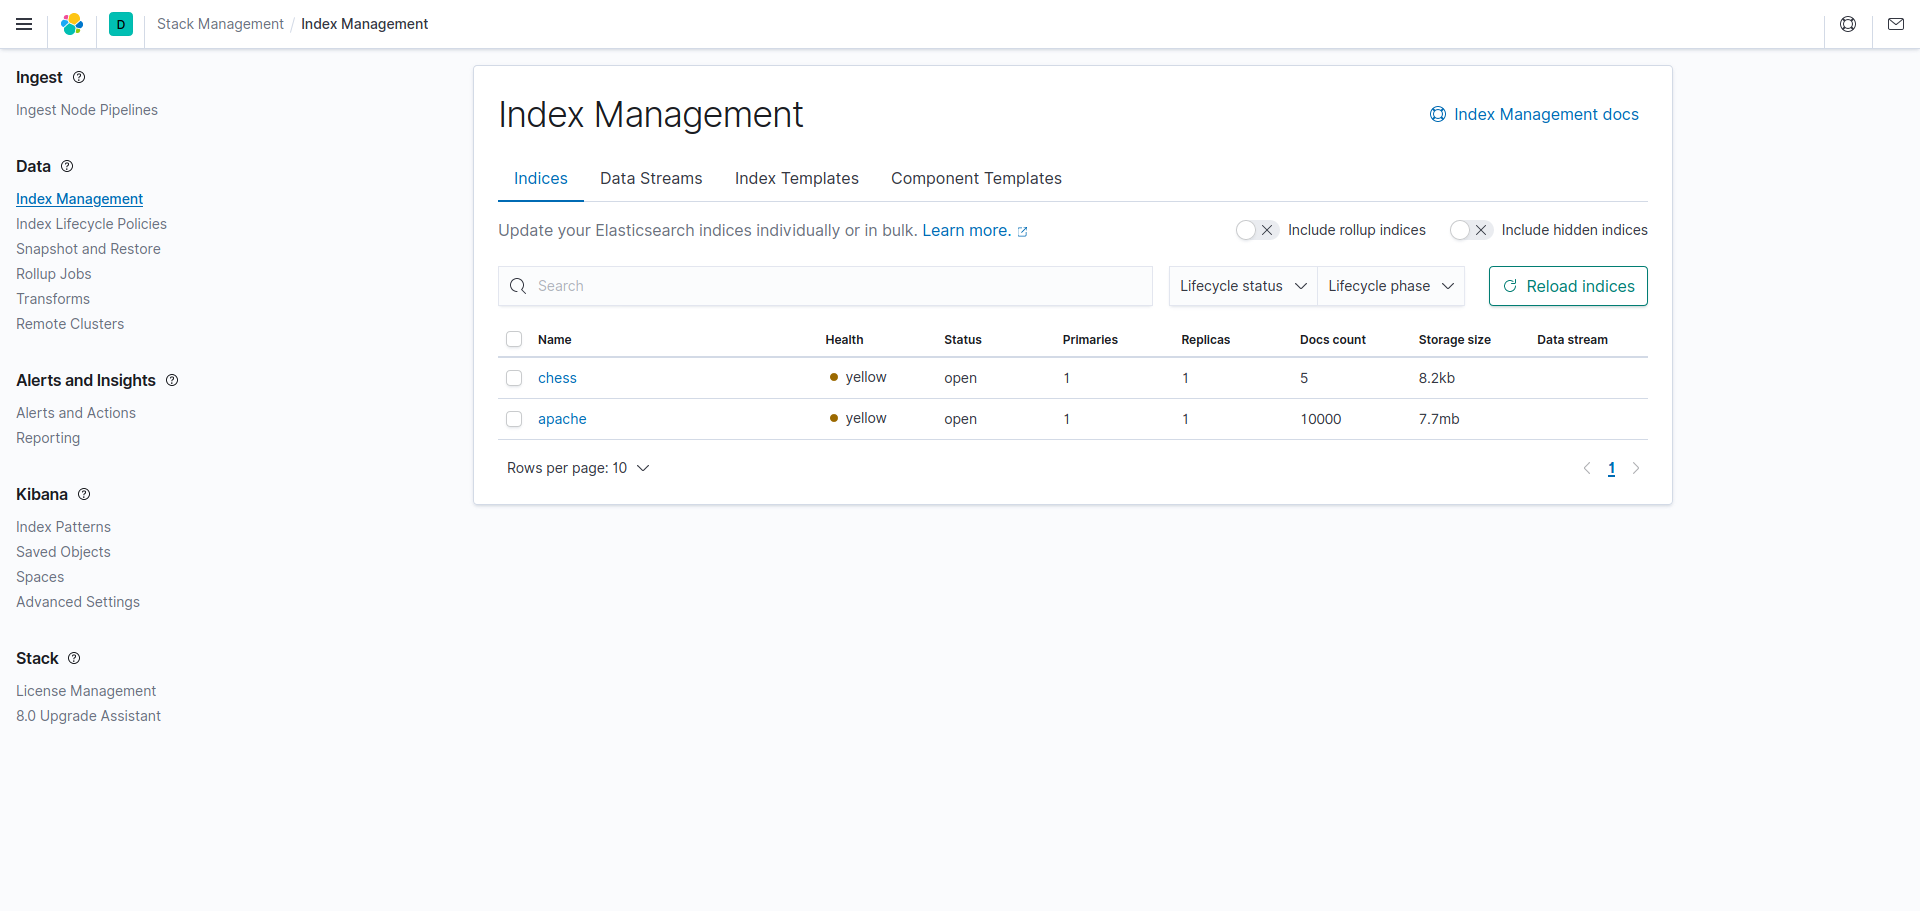 D Stack Management / Index Management
Ingest
Ingest Node Pipelines
Data
Index Management
Index Lifecycle Policies
Snapshot and Restore
Rollup Jobs
Transforms
Remote Clusters
Alerts and Insights
Alerts and Actions
Reporting
Kibana
Index Patterns
Saved Objects
Spaces
Advanced Settings
Stack
License Management
8.0 Upgrade Assistant
Index Management
Index Management docs
Indices Data Streams Index Templates Component Templates
Update your Elasticsearch indices individually or in bulk. Learn more. Include rollup indices Include hidden indices
Search Lifecycle status Lifecycle phase Reload indices
Name Health Status Primaries Replicas Docs count Storage size Data stream
chess yellow open 1 1 5 8.2kb
apache yellow open 1 1 10000 7.7mb
Rows per page: 10 1